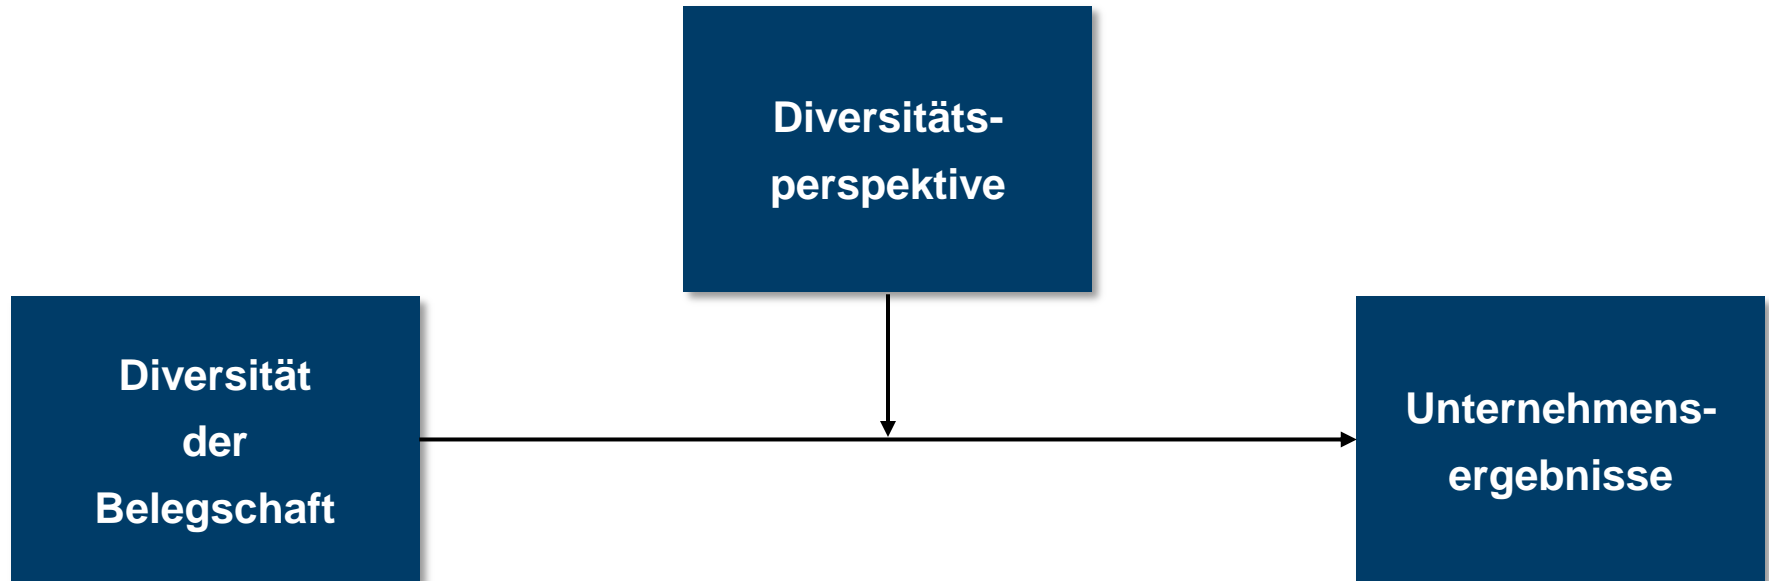 Diversitäts-
perspektive
Diversität
der
Belegschaft
Unternehmens-
ergebnisse